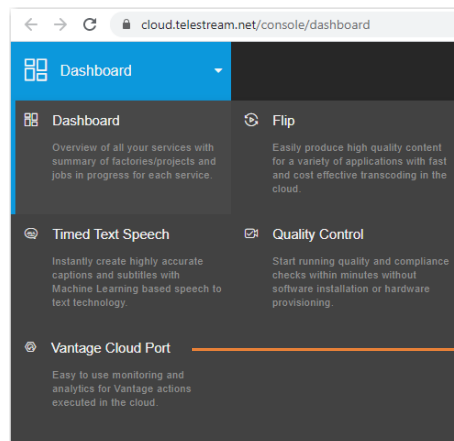 cloud.telestream.net/console/dashboard
Dashboard
Dashboard
Overview of all your services with
summary of factories/projects and
jobs in progress for each service.
Flip
Easily produce high quality content
for a variety of applications with fast
and cost effective transcoding in the
cloud.
Timed Text Speech
Instantly create highly accurate
captions and subtitles with
Machine Learning based speech to
text technology.
Quality Control
Start running quality and compliance
checks within minutes without
software installation or hardware
provisioning.
Vantage Cloud Port
Easy to use monitoring and
analytics for Vantage actions
executed in the cloud.